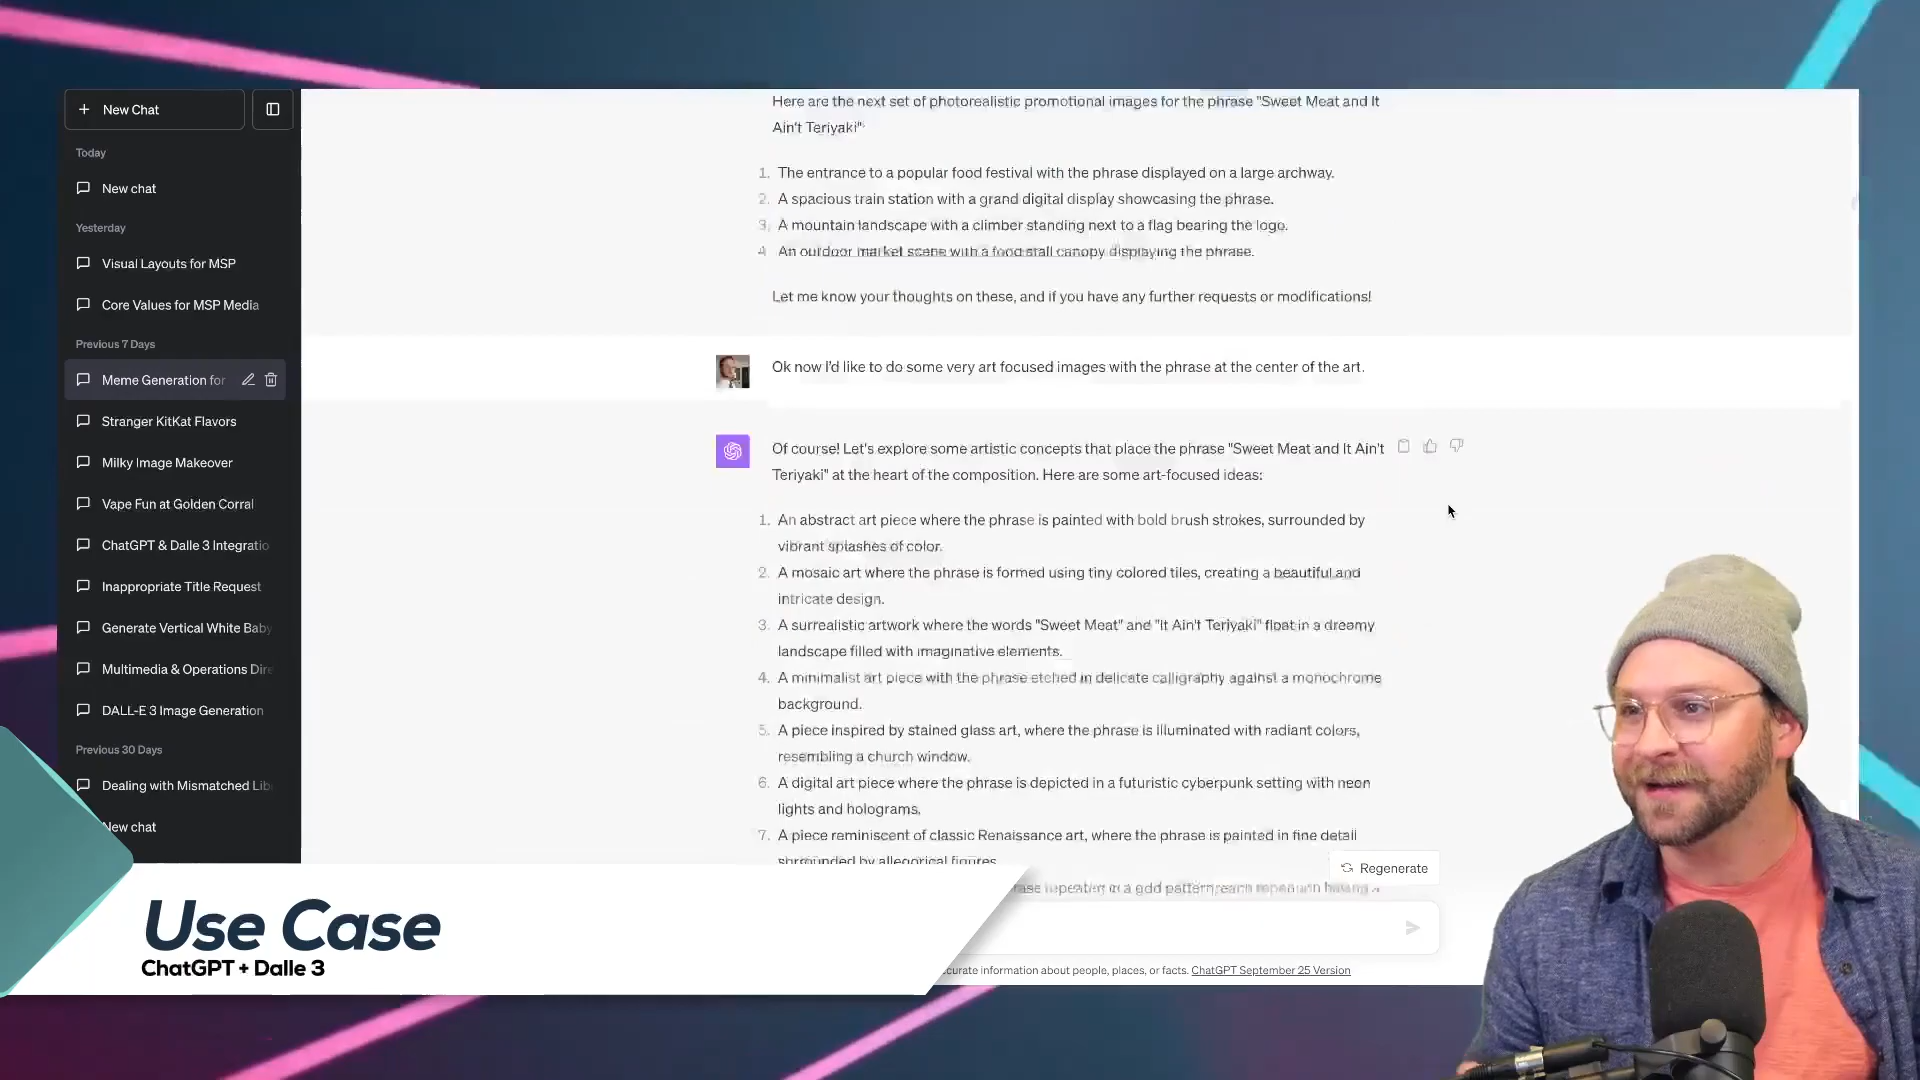 New Chat
Today
New chat
Yesterday
Visual Layouts for MSP
Core Values for MSP Media
Previous 7 Days
Meme Generation for
Stranger KitKat Flavors
Milky Image Makeover
Vape Fun at Golden Corral
ChatGPT & Dalle 3 Integratio
Inappropriate Title Request
Generate Vertical White Baby
Multimedia & Operations Dire
DALL-E 3 Image Generation
Previous 30 Days
Dealing with Mismatched Lib
New chat
Here are the next set of photorealistic promotional images for the phrase "Sweet Meat and It
Ain't Teriyaki"
1. The entrance to a popular food festival with the phrase displayed on a large archway.
2. A spacious train station with a grand digital display showcasing the phrase.
3. A mountain landscape with a climber standing next to a flag bearing the logo.
4. An outdoor market scene with a food stall canopy displaying the phrase.
Let me know your thoughts on these, and if you have any further requests or modifications!
Ok now I'd like to do some very art focused images with the phrase at the center of the art.
Of course! Let's explore some artistic concepts that place the phrase "Sweet Meat and It Ain't
Teriyaki" at the heart of the composition. Here are some art-focused ideas:
1. An abstract art piece where the phrase is painted with bold brush strokes, surrounded by
vibrant splashes of color.
2. A mosaic art where the phrase is formed using tiny colored tiles, creating a beautiful and
intricate design.
3. A surrealistic artwork where the words "Sweet Meat" and "It Ain't Teriyaki" float in a dreamy
landscape filled with imaginative elements.
4. A minimalist art piece with the phrase etched in delicate calligraphy against a monochrome
background.
5. A piece inspired by stained glass art, where the phrase is illuminated with radiant colors,
resembling a church window.
6. A digital art piece where the phrase is depicted in a futuristic cyberpunk setting with neon
lights and holograms.
7. A piece reminiscent of classic Renaissance art, where the phrase is painted in fine detail
surrounded by allegorical figures.
in a grid pattern, each
Regenerate
information about people, places, or facts. ChatGPT September 25 Version
Use Case
ChatGPT + Dalle 3